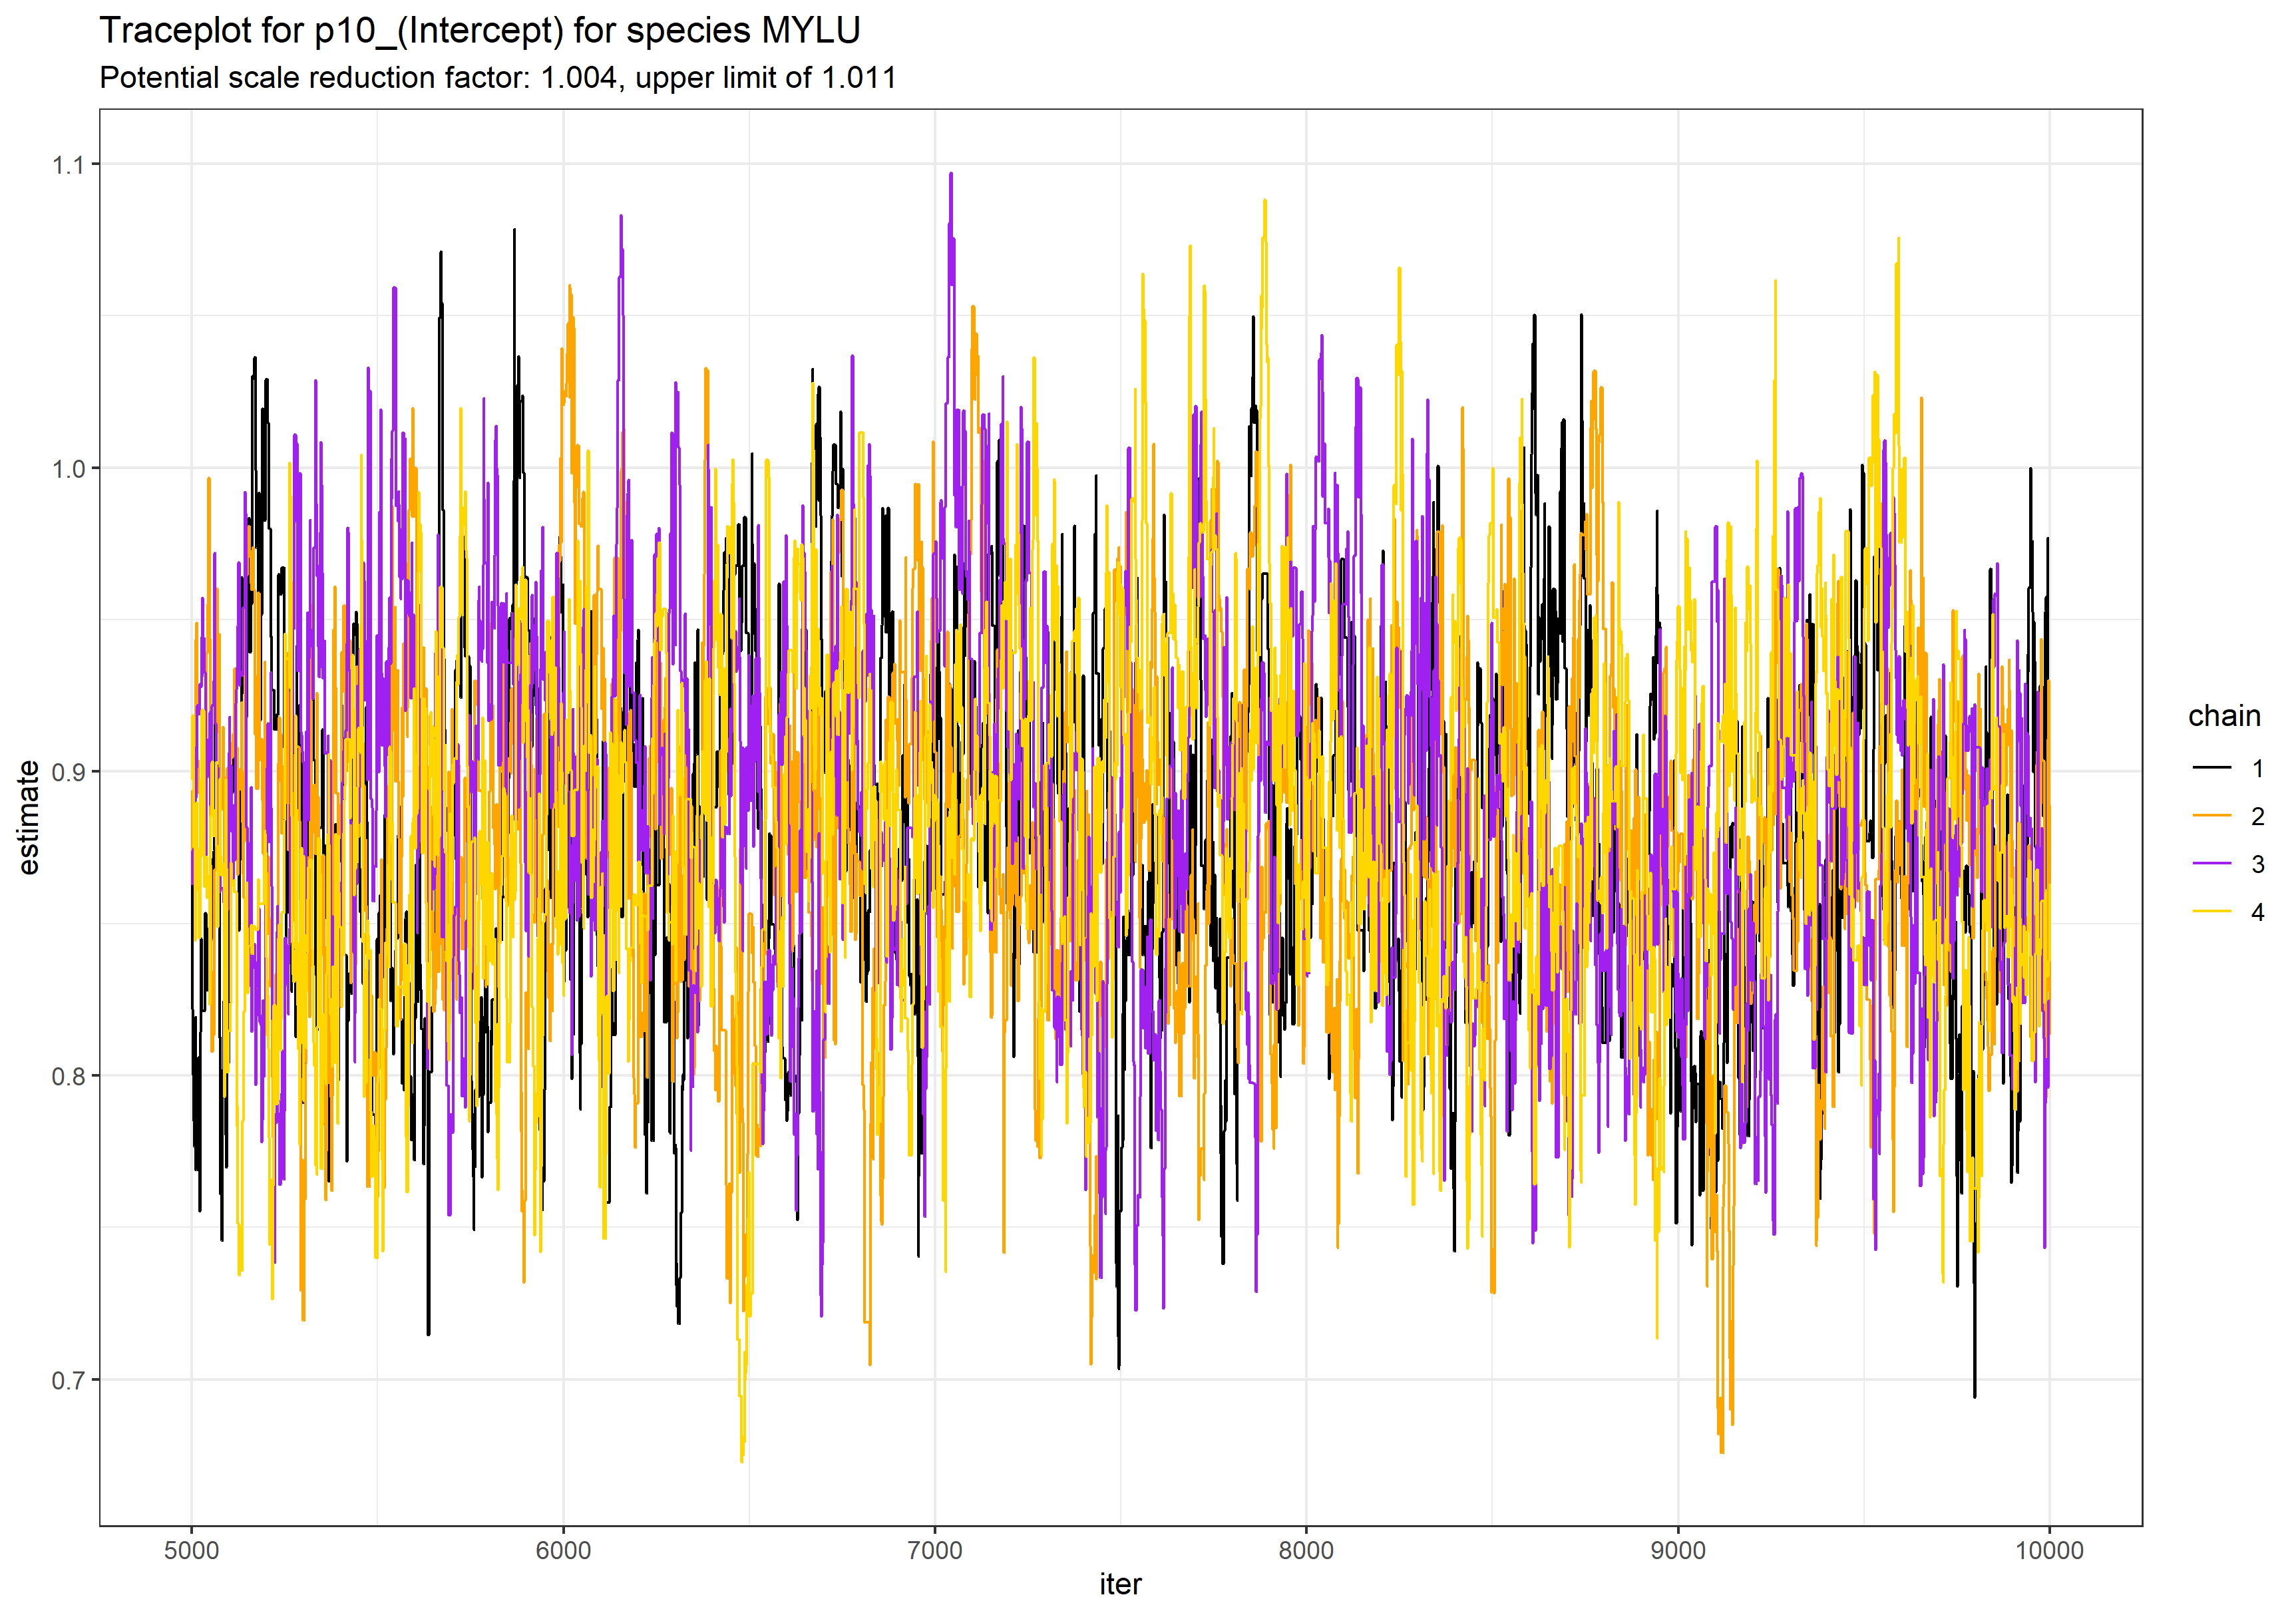 Traceplot for p10_(Intercept) for species MYLU
Potential scale reduction factor: 1.004, upper limit of 1.011
1.1
1.0
0.9
0.8
0.7
estimate
5000 6000 7000 8000 9000 10000
iter
chain
1
2
3
4